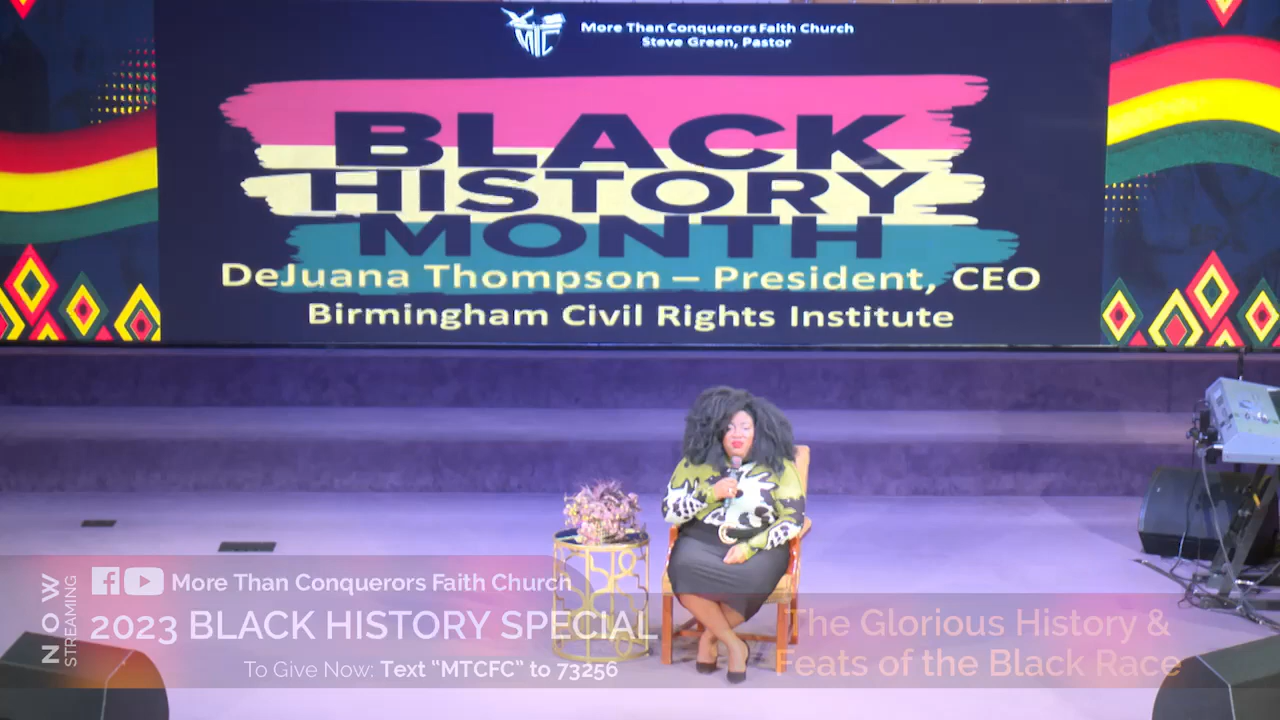 MTC
More Than Conquerors Faith Church
Steve Green, Pastor
BLACK
HISTORY
MONTH
DeJuana Thompson – President, CEO
Birmingham Civil Rights Institute
NOW
STREAMING
More Than Conquerors Faith Church
2023 BLACK HISTORY SPECIAL
To Give Now: Text “MTCFC” to 73256
The Glorious History &
Feats of the Black Race